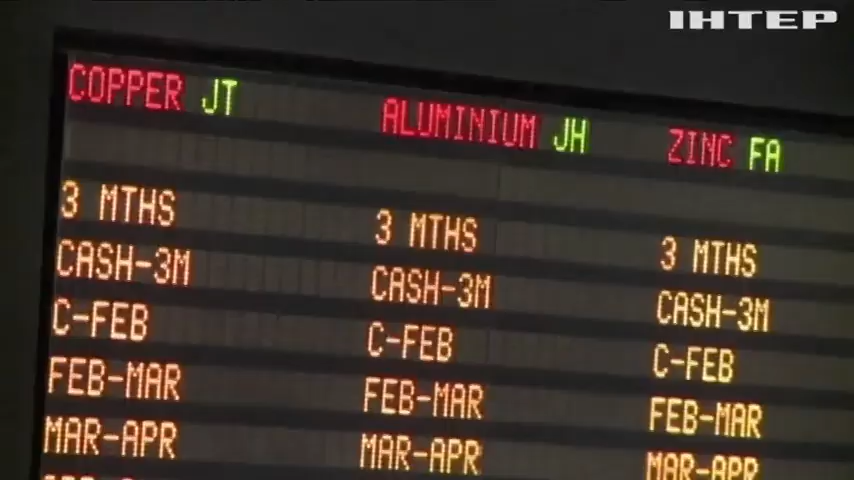 ІНТЕР
COPPER JT
ALUMINIUM JH
ZINC FA
3 MTHS
3 MTHS
3 MTHS
CASH-3M
CASH-3M
CASH-3M
C-FEB
C-FEB
C-FEB
FEB-MAR
FEB-MAR
FEB-MAR
MAR-APR
MAR-APR
MAR-APR